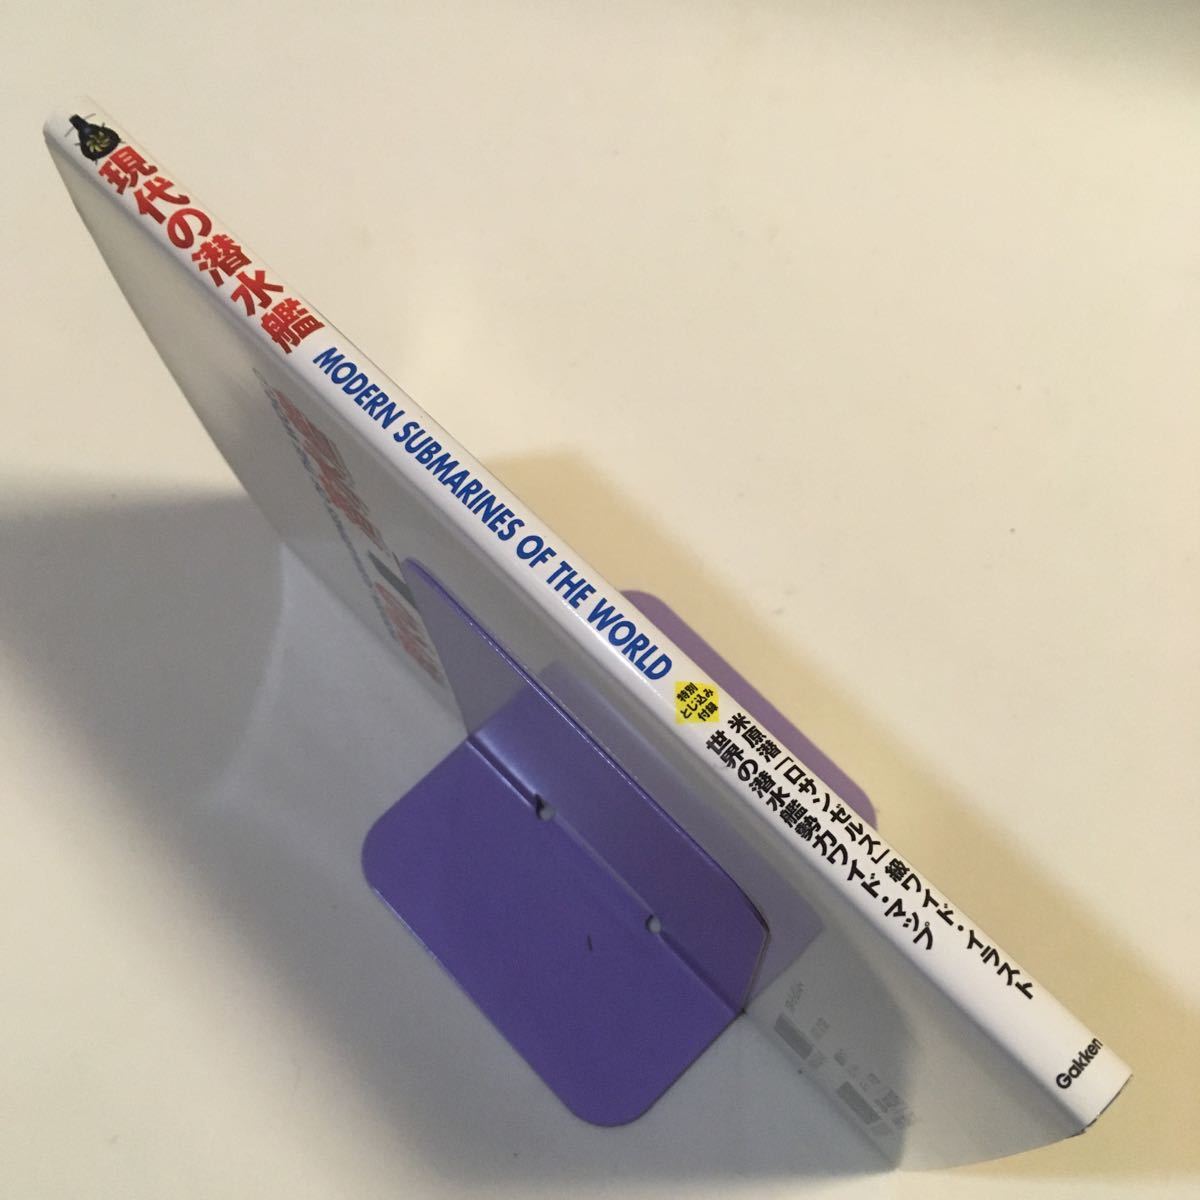 現代の潜水艦
MODERN SUBMARINES OF THE WORLD
特別
とじ込み
付録
米原潜「ロサンゼルス」級ワイド・イラスト
世界の潜水艦勢力ワイド・マップ
Gakken